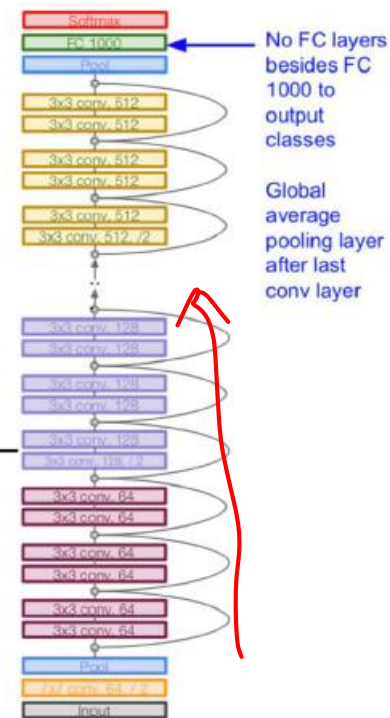 Softmax
FC 1000
Pool
3x3 conv, 512
3x3 conv, 512
3x3 conv, 512
3x3 conv, 512
3x3 conv, 512
3x3 conv, 512, /2
..
3x3 conv, 128
3x3 conv, 128
3x3 conv, 128
3x3 conv, 128
3x3 conv, 128
3x3 conv, 128, / 2
3x3 conv, 64
3x3 conv, 64
3x3 conv, 64
3x3 conv, 64
3x3 conv, 64
3x3 conv, 64
Pool
7x7 conv, 64, / 2
Input
No FC layers
besides FC
1000 to
output
classes
Global
average
pooling layer
after last
conv layer